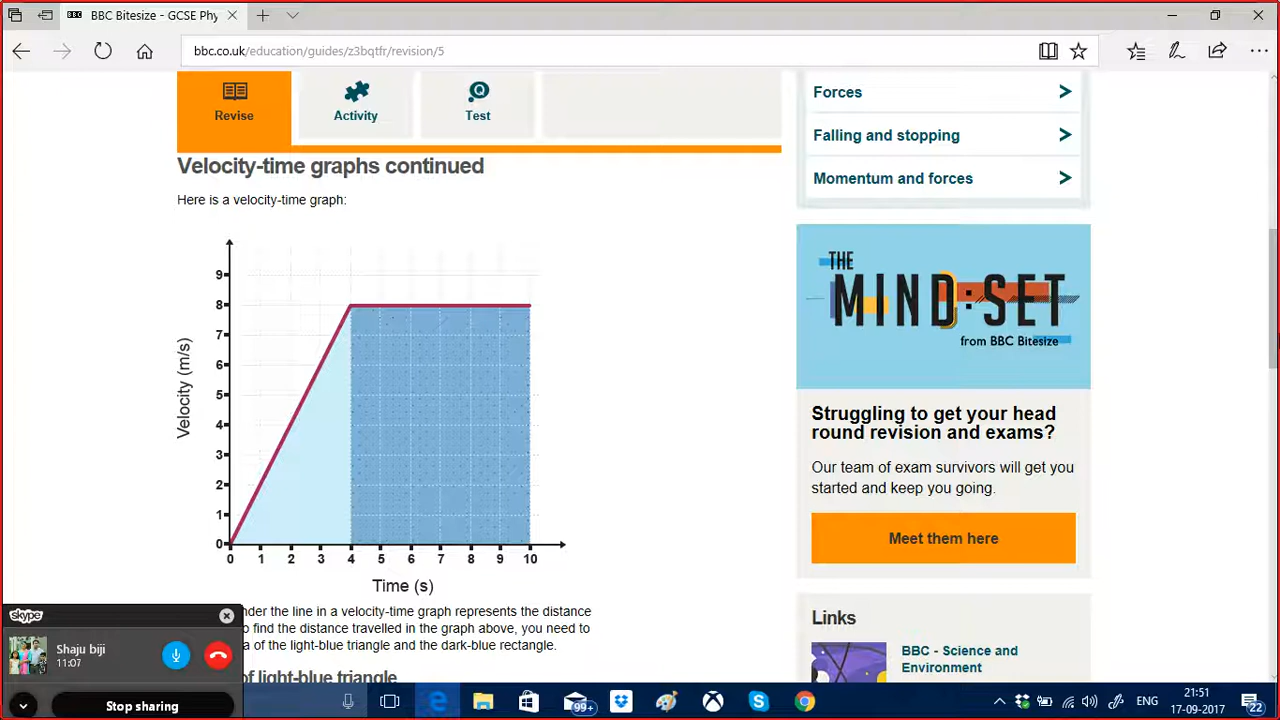 BBC Bitesize - GCSE Phy
bbc.co.uk/education/guides/z3bqtfr/revision/5
Revise
Activity
Test
Velocity-time graphs continued
Here is a velocity-time graph:
Velocity (m/s)
9
8
7
6
5
4
3
2
1
0
0 1 2 3 4 5 6 7 8 9 10
Time (s)
nder the line in a velocity-time graph represents the distance
o find the distance travelled in the graph above, you need to
a of the light-blue triangle and the dark-blue rectangle.
of light-blue triangle
Forces
Falling and stopping
Momentum and forces
THE
MIND:SET
from BBC Bitesize
Struggling to get your head
round revision and exams?
Our team of exam survivors will get you
started and keep you going.
Meet them here
Links
BBC - Science and
Environment
skype
Shaju biji
11:07
Stop sharing
99+
ENG
21:51
17-09-2017
22